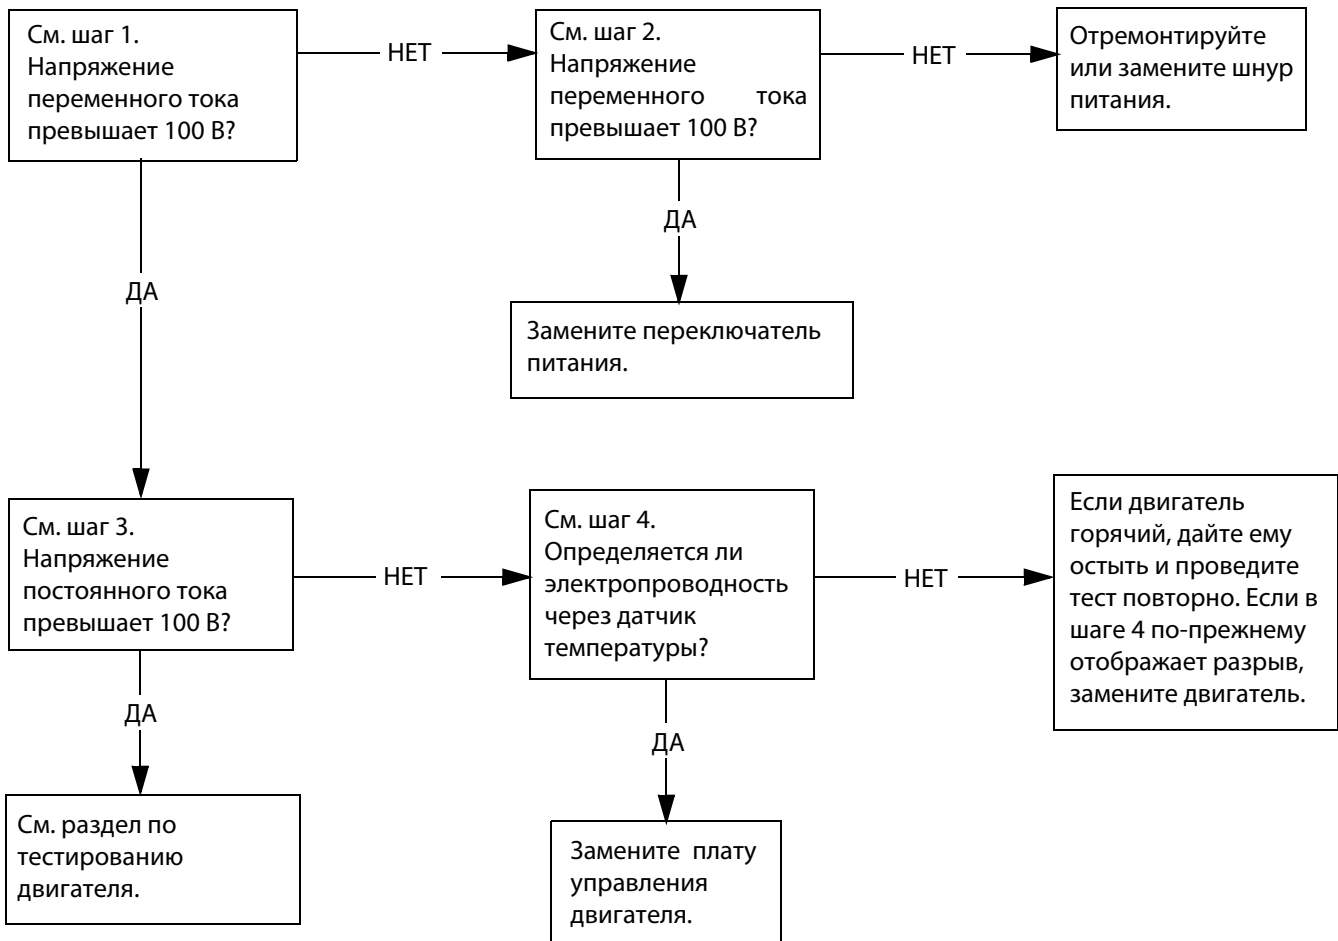 См. шаг 1.
Напряжение
переменного тока
превышает 100 В?
НЕТ
См. шаг 2.
Напряжение
переменного тока
превышает 100 В?
НЕТ
Отремонтируйте
или замените шнур
питания.
ДА
ДА
Замените переключатель
питания.
См. шаг 3.
Напряжение
постоянного тока
превышает 100 В?
НЕТ
См. шаг 4.
Определяется ли
электропроводность
через датчик
температуры?
НЕТ
Если двигатель
горячий, дайте ему
остыть и проведите
тест повторно. Если в
шаге 4 по-прежнему
отображает разрыв,
замените двигатель.
ДА
ДА
См. раздел по
тестированию
двигателя.
Замените плату
управления
двигателя.